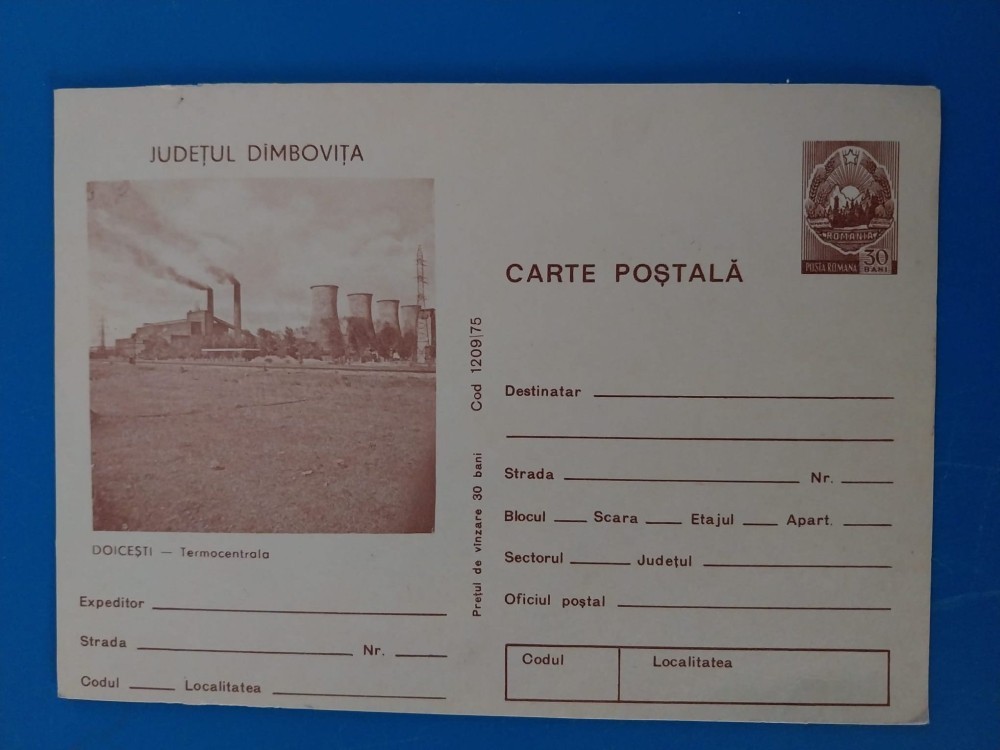 JUDEȚUL DÎMBOVIȚA
DOICEȘTI — Termocentrala
Expeditor
Strada Nr.
Codul Localitatea
Prețul de vînzare 30 bani Cod 1209|75
ROMANIA
POSTA ROMANA 30 BANI
CARTE POȘTALĂ
Destinatar
Strada Nr.
Blocul Scara Etajul Apart.
Sectorul Județul
Oficiul poștal
Codul Localitatea